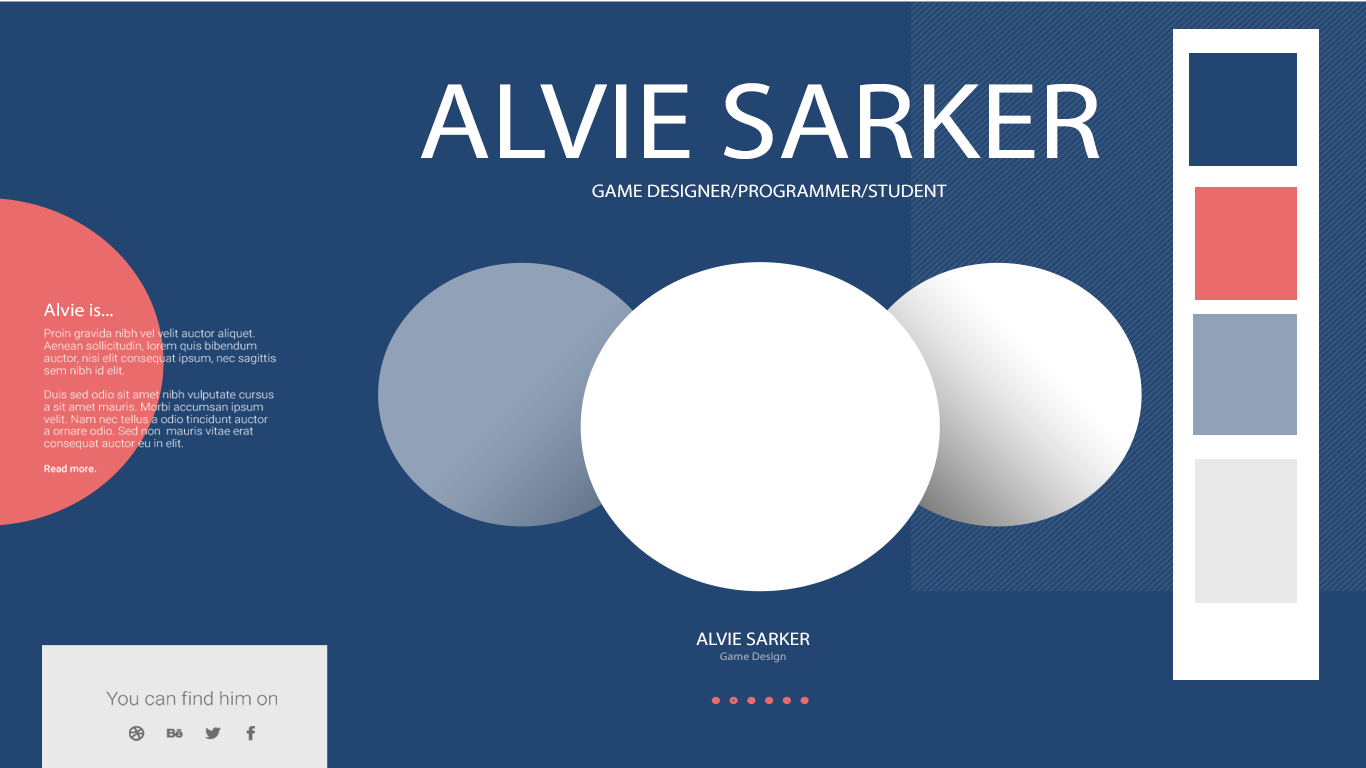 ALVIE SARKER
GAME DESIGNER/PROGRAMMER/STUDENT
Alvie is...
Proin gravida nibh vel velit auctor aliquet.
Aenean sollicitudin, lorem quis bibendum
auctor, nisi elit consequat ipsum, nec sagittis
sem nibh id elit.
Duis sed odio sit amet nibh vulputate cursus
a sit amet mauris. Morbi accumsan ipsum
velit. Nam nec tellus a odio tincidunt auctor
a ornare odio. Sed non mauris vitae erat
consequat auctor eu in elit.
Read more.
ALVIE SARKER
Game Design
You can find him on
Bē